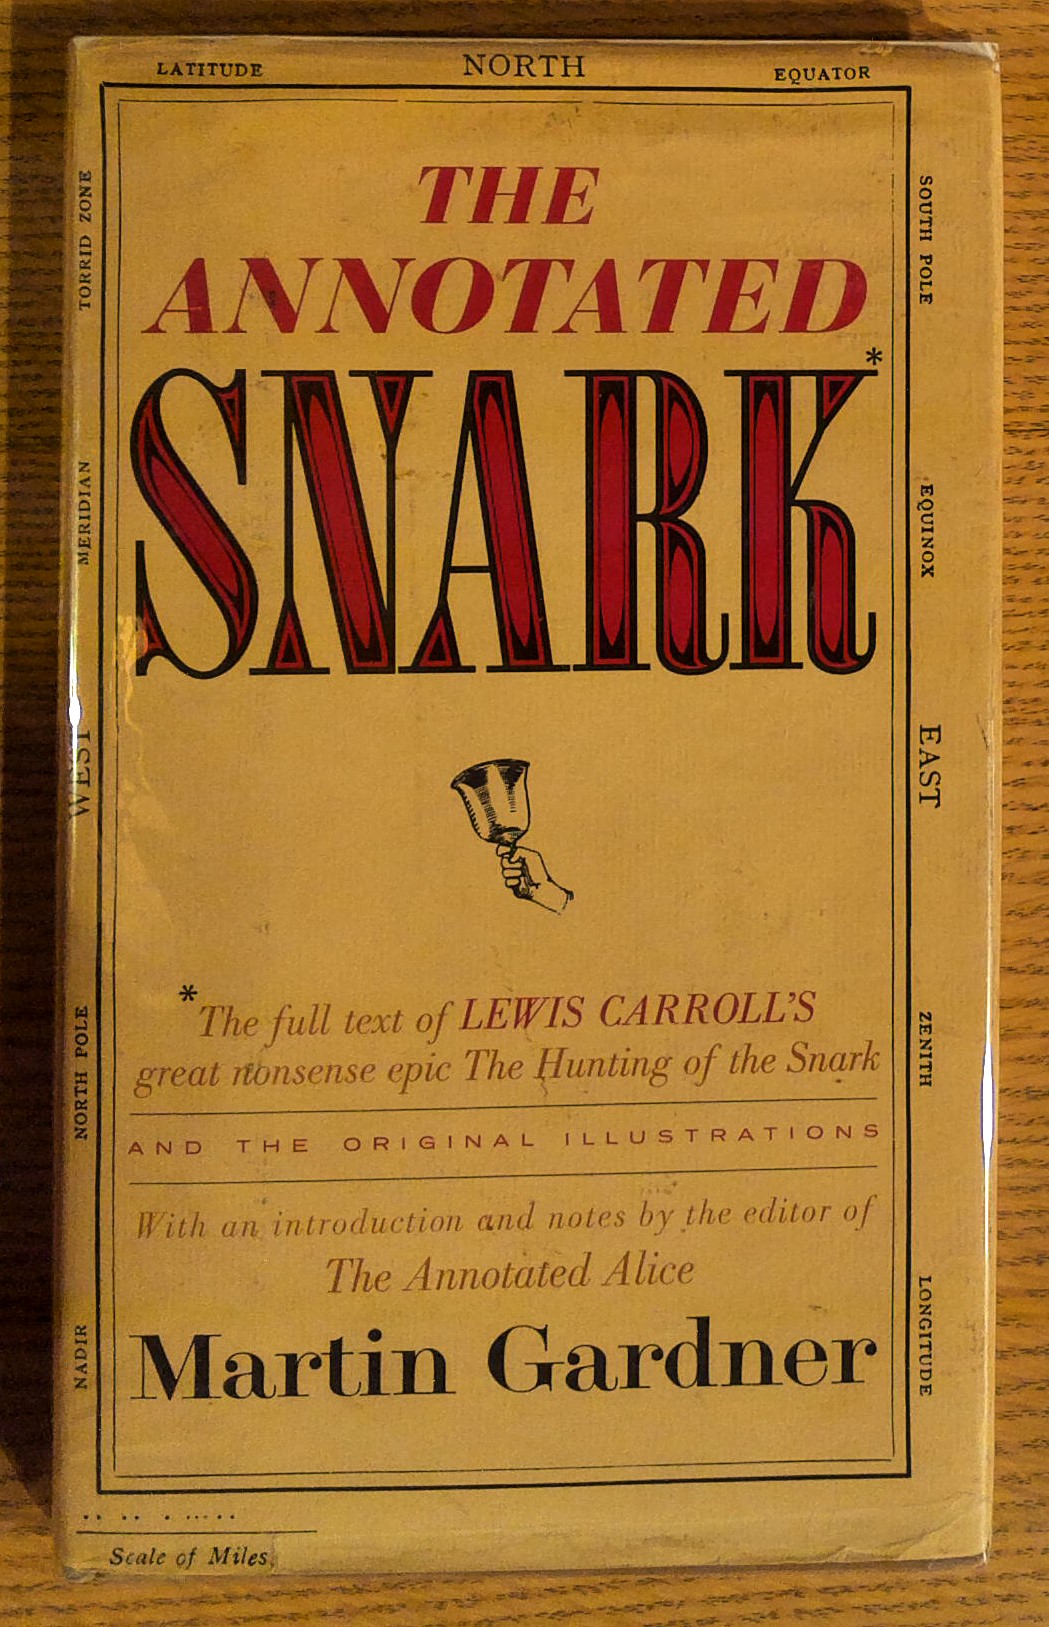 LATITUDE NORTH EQUATOR
TORRID ZONE
MERIDIAN
WEST
NORTH POLE
NADIR
THE
ANNOTATED
SNARK*
*The full text of LEWIS CARROLL'S
great nonsense epic The Hunting of the Snark
AND THE ORIGINAL ILLUSTRATIONS
With an introduction and notes by the editor of
The Annotated Alice
Martin Gardner
SOUTH POLE
EQUINOX
EAST
ZENITH
LONGITUDE
Scale of Miles.